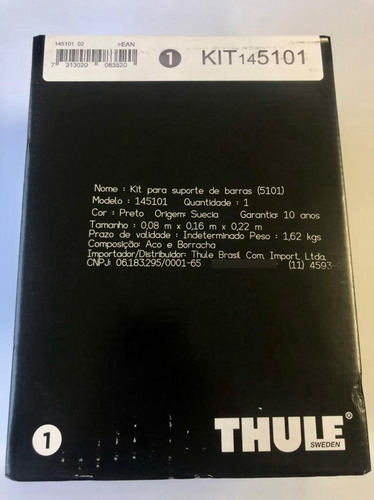 145101 02 >EAN
7 313020 083520
1 KIT145101
Nome : Kit para suporte de barras (5101)
Modelo : 145101 Quantidade : 1
Cor : Preto Origem: Suecia Garantia: 10 anos
Tamanho : 0,08 m x 0,16 m x 0,22 m
Prazo de validade : Indeterminado Peso : 1,62 kgs
Composição: Aco e Borracha
Importador/Distribuidor: Thule Brasil Com. Import. Ltda.
CNPJ: 06.183.295/0001-65 (11) 4593-
1 THULE®
SWEDEN